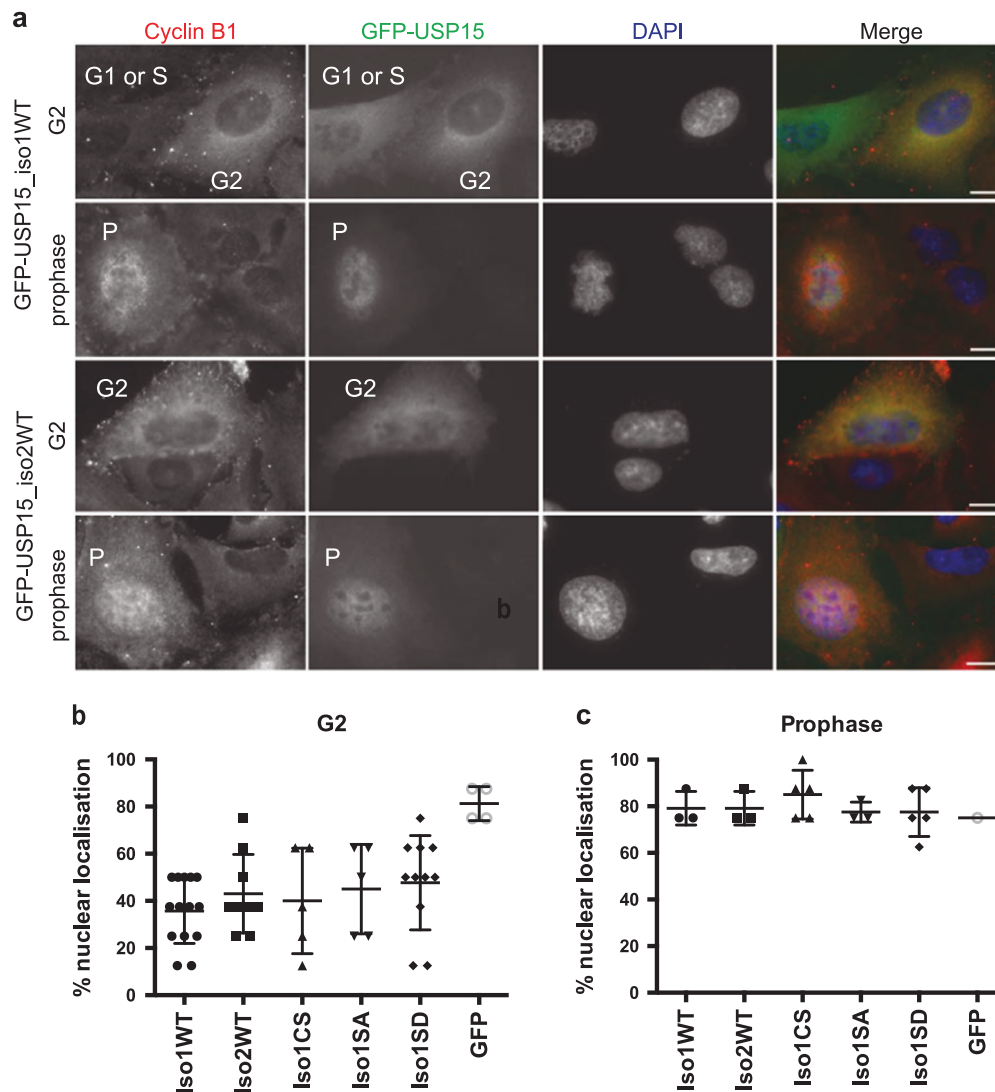 a
Cyclin B1 GFP-USP15 DAPI Merge
GFP-USP15_iso1WT
G2
G1 or S
G2
G1 or S
G2
prophase
P
P
GFP-USP15_iso2WT
G2
G2
G2
prophase
P
P
b
b
G2
% nuclear localisation
100
80
60
40
20
0
Iso1WT Iso2WT Iso1CS Iso1SA Iso1SD GFP
c
Prophase
% nuclear localisation
100
80
60
40
20
0
Iso1WT Iso2WT Iso1CS Iso1SA Iso1SD GFP